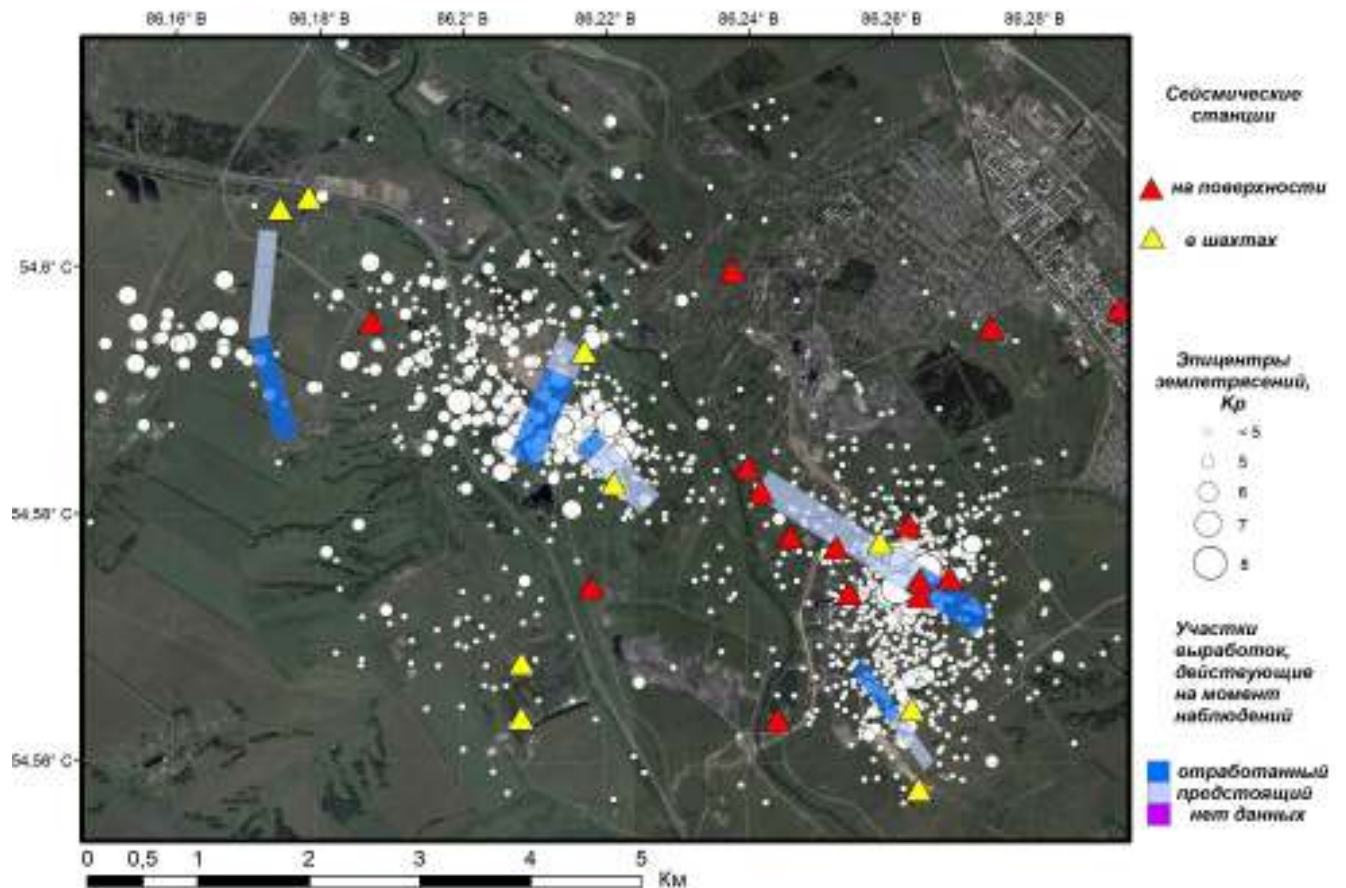 86,16° В 86,18° В 86,2° В 86,22° В 86,24° В 86,26° В 86,28° В
54,6° С
54,58° С
54,56° С
Сейсмические
станции
на поверхности
в шахтах
Эпицентры
землетрясений,
Кр
< 5
5
6
7
8
Участки
выработок,
действующие
на момент
наблюдений
отработанный
предстоящий
нет данных
0 0,5 1 2 3 4 5
Км